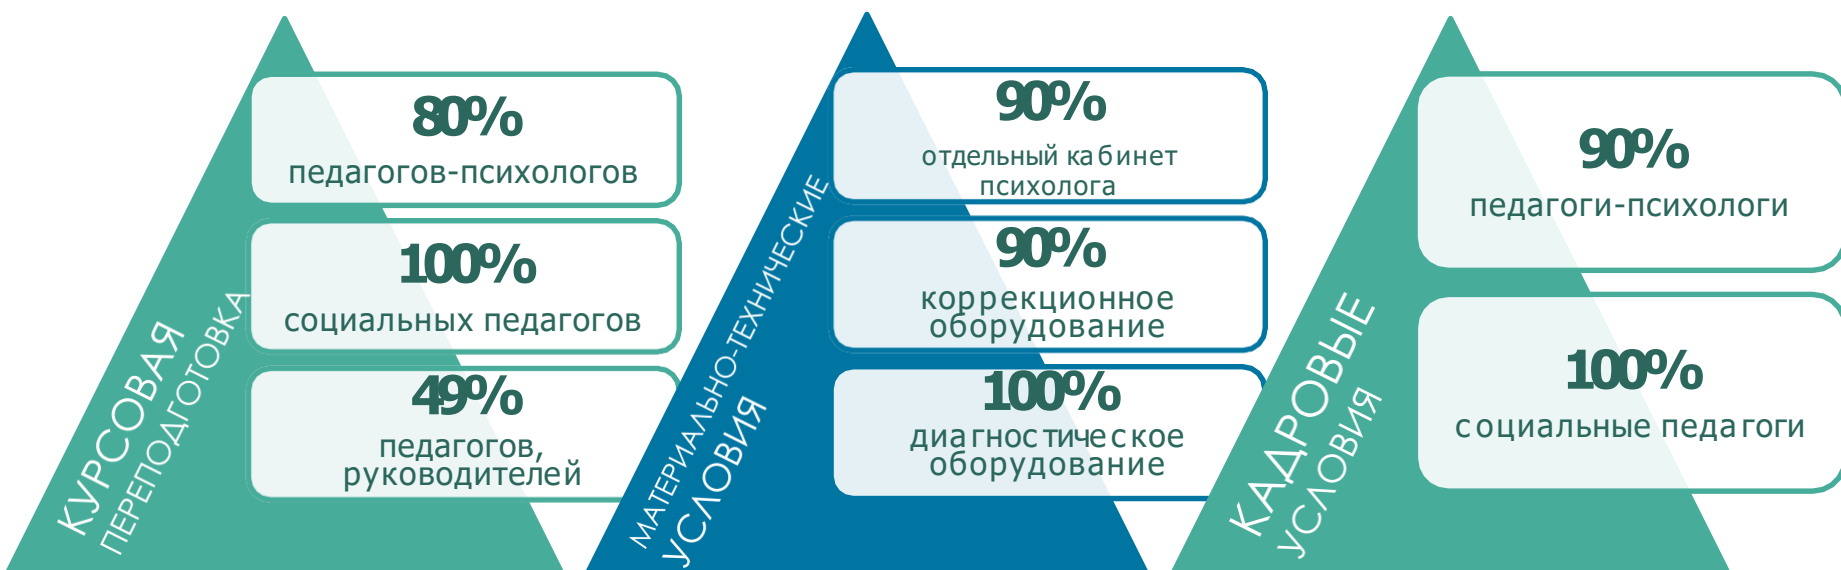 КУРСОВАЯ
ПЕРЕПОДГОТОВКА
80%
педагогов-психологов
100%
социальных педагогов
49%
педагогов,
руководителей
МАТЕРИАЛЬНО-ТЕХНИЧЕСКИЕ
УСЛОВИЯ
90%
отдельный кабинет
психолога
90%
коррекционное
оборудование
100%
диагностическое
оборудование
КАДРОВЫЕ
УСЛОВИЯ
90%
педагоги-психологи
100%
социальные педагоги